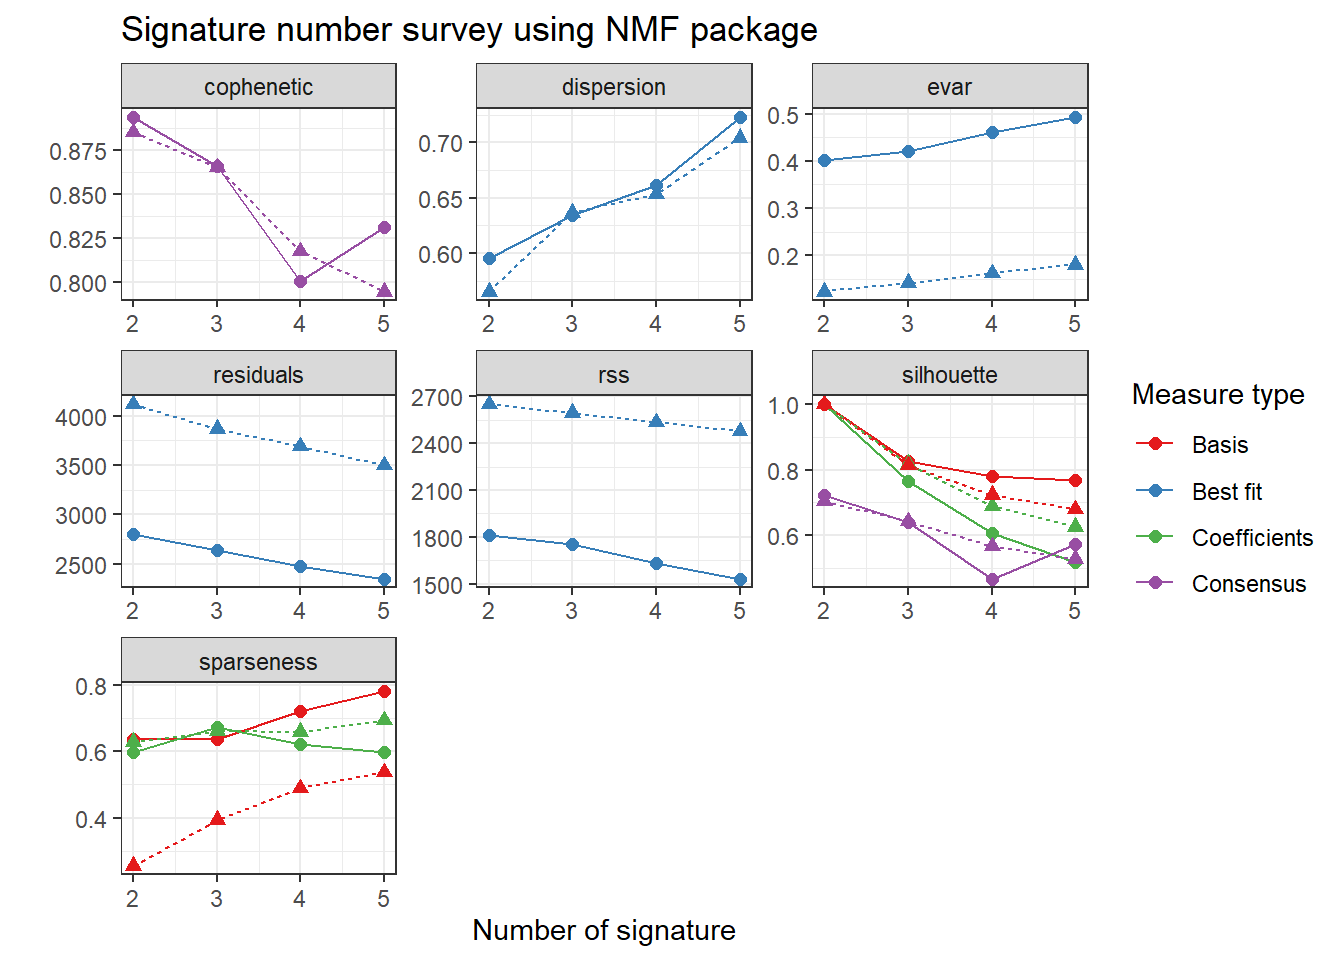 Signature number survey using NMF package
cophenetic
0.875
0.850
0.825
0.800
2 3 4 5
dispersion
0.70
0.65
0.60
2 3 4 5
evar
0.5
0.4
0.3
0.2
2 3 4 5
residuals
4000
3500
3000
2500
2 3 4 5
rss
2700
2400
2100
1800
1500
2 3 4 5
silhouette
1.0
0.8
0.6
2 3 4 5
sparseness
0.8
0.6
0.4
2 3 4 5
Number of signature
Measure type
Basis
Best fit
Coefficients
Consensus